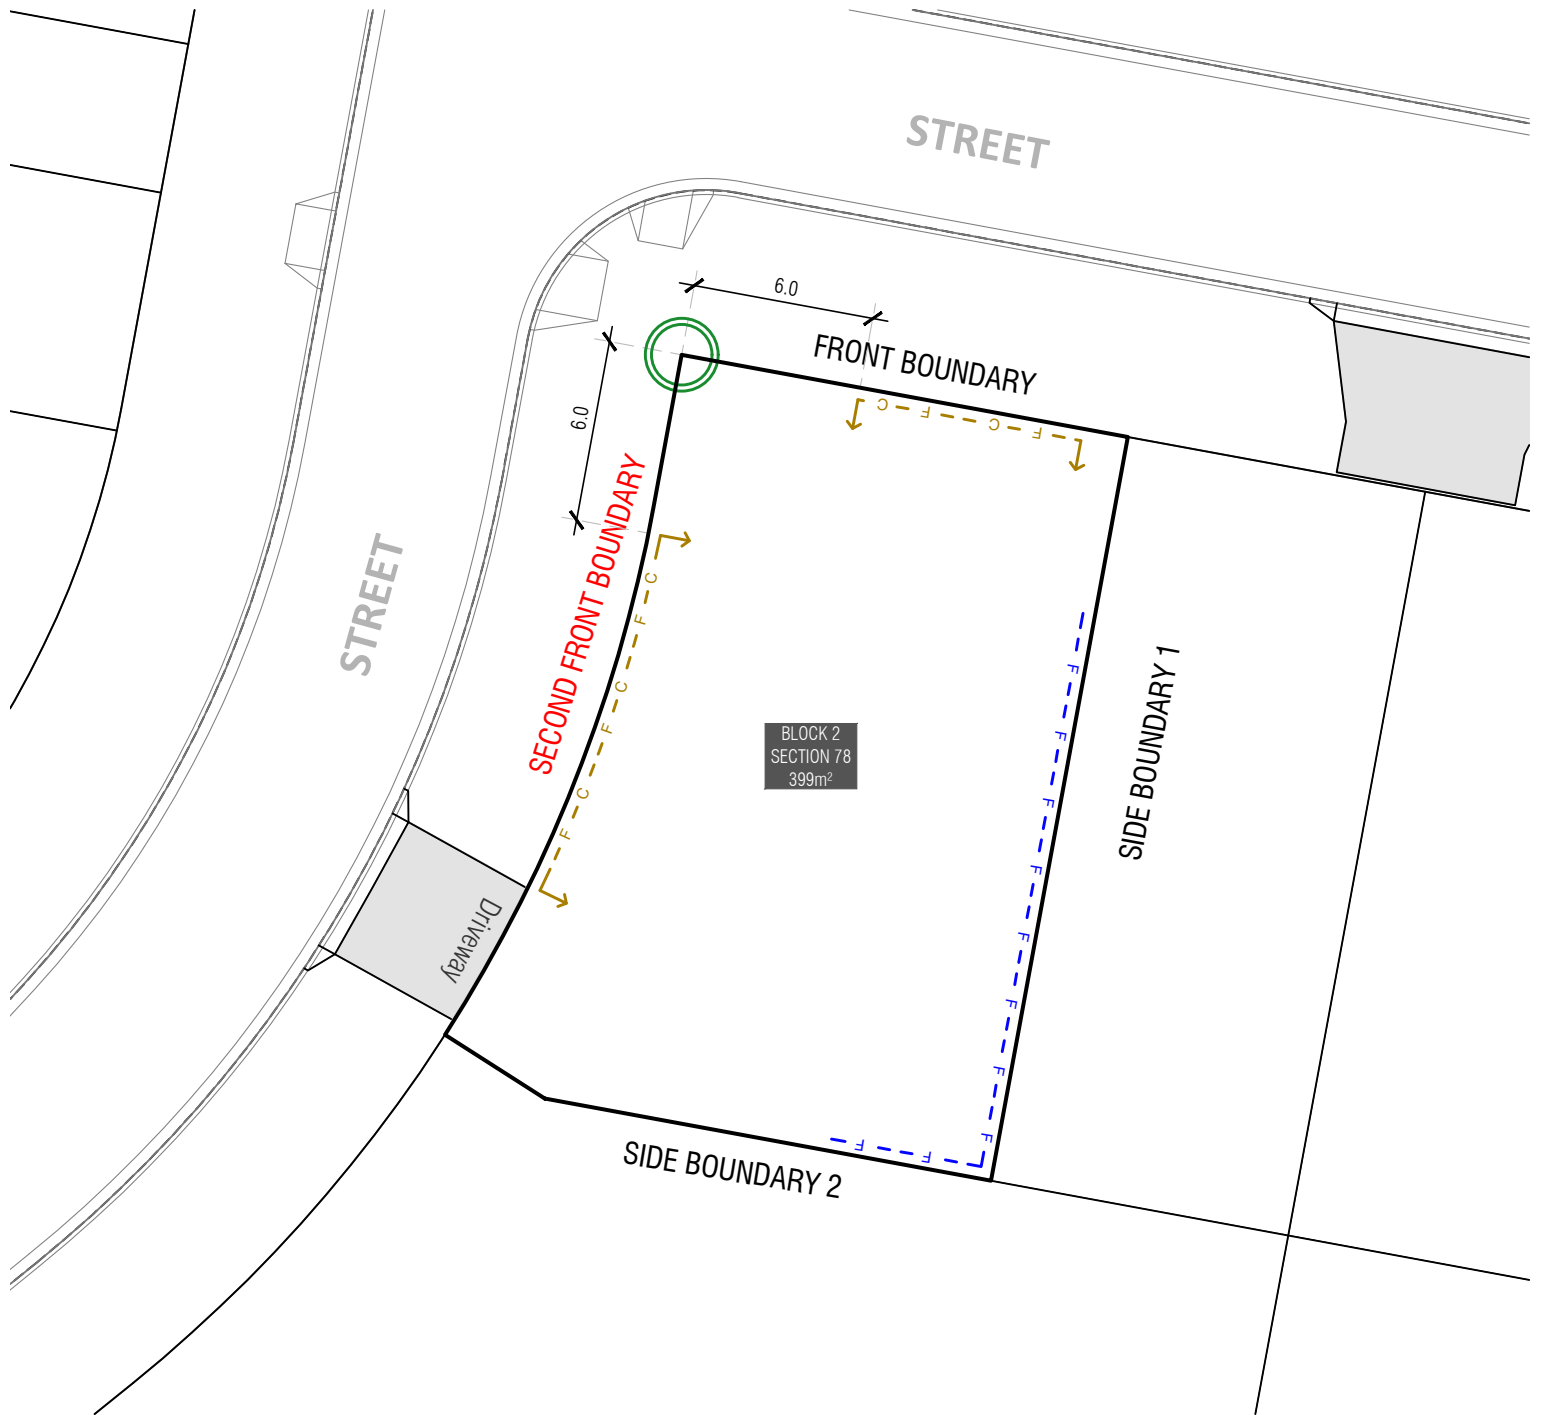 STREET
6.0
FRONT BOUNDARY
C F C F
6.0
SECOND FRONT BOUNDARY
STREET
C
F
C
F
C
F
BLOCK 2
SECTION 78
399m²
SIDE BOUNDARY 1
F
F
F
F
F
F
F
F
Driveway
F F
SIDE BOUNDARY 2